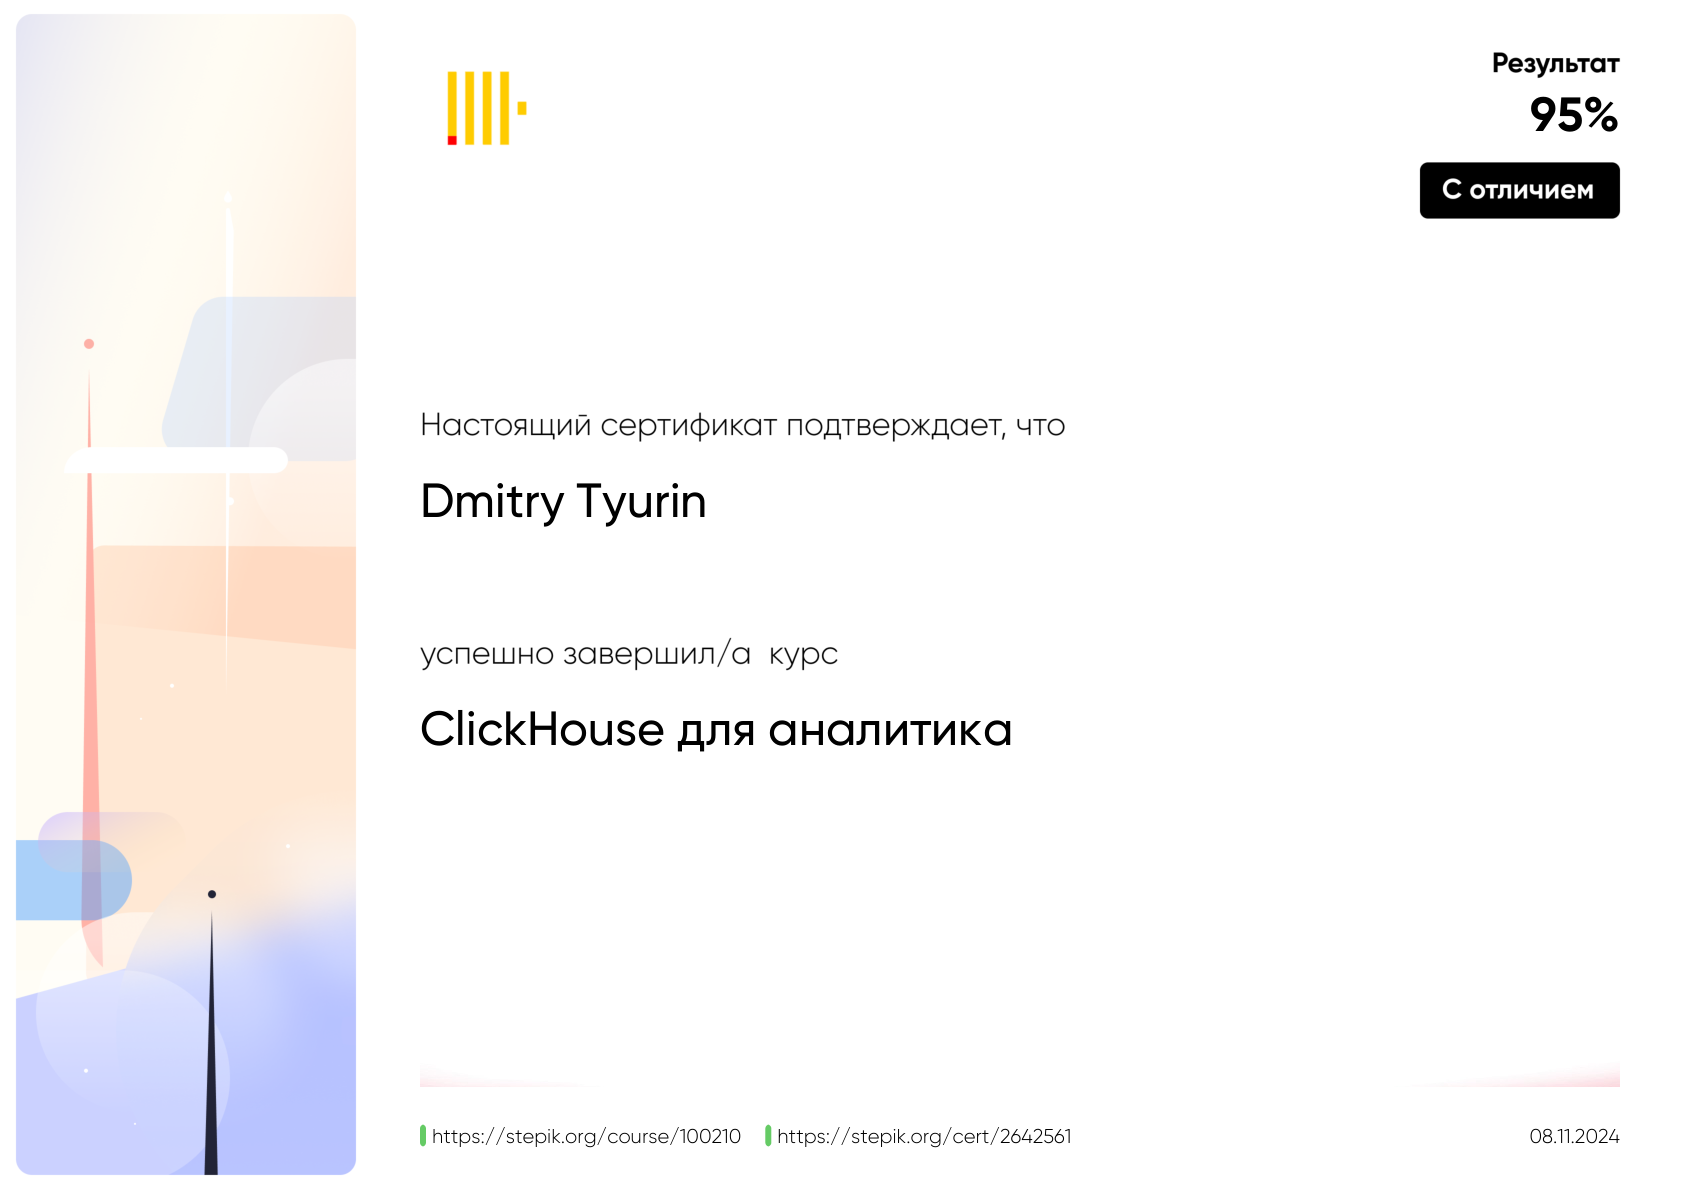 Результат
95%
С отличием
Настоящий сертификат подтверждает, что
Dmitry Tyurin
успешно завершил/а  курс
ClickHouse для аналитика
https://stepik.org/course/100210 https://stepik.org/cert/2642561 08.11.2024